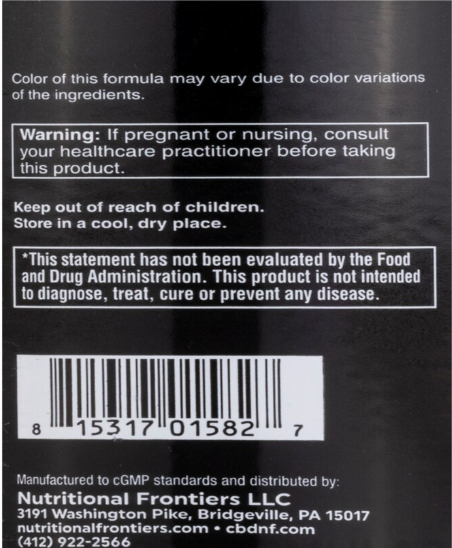 Color of this formula may vary due to color variations
of the ingredients.
Warning: If pregnant or nursing, consult
your healthcare practitioner before taking
this product.
Keep out of reach of children.
Store in a cool, dry place.
*This statement has not been evaluated by the Food
and Drug Administration. This product is not intended
to diagnose, treat, cure or prevent any disease.
8 15317 01582 7
Manufactured to cGMP standards and distributed by:
Nutritional Frontiers LLC
3191 Washington Pike, Bridgeville, PA 15017
nutritionalfrontiers.com • cbdnf.com
(412) 922-2566